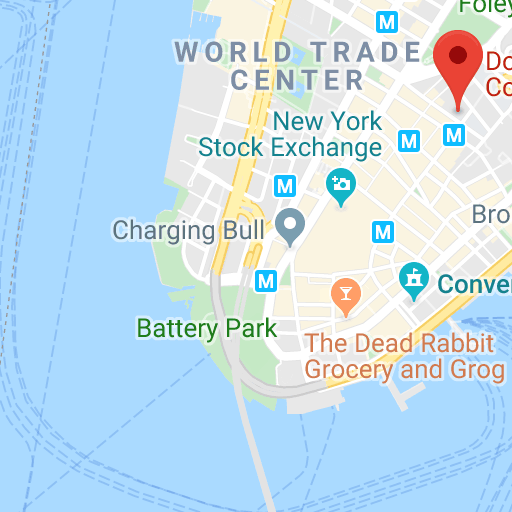 Foley
WORLD TRADE
CENTER
Do
Co
New York
Stock Exchange
M
M
M
M
M
M
Charging Bull
Bro
Conver
Battery Park
The Dead Rabbit
Grocery and Grog